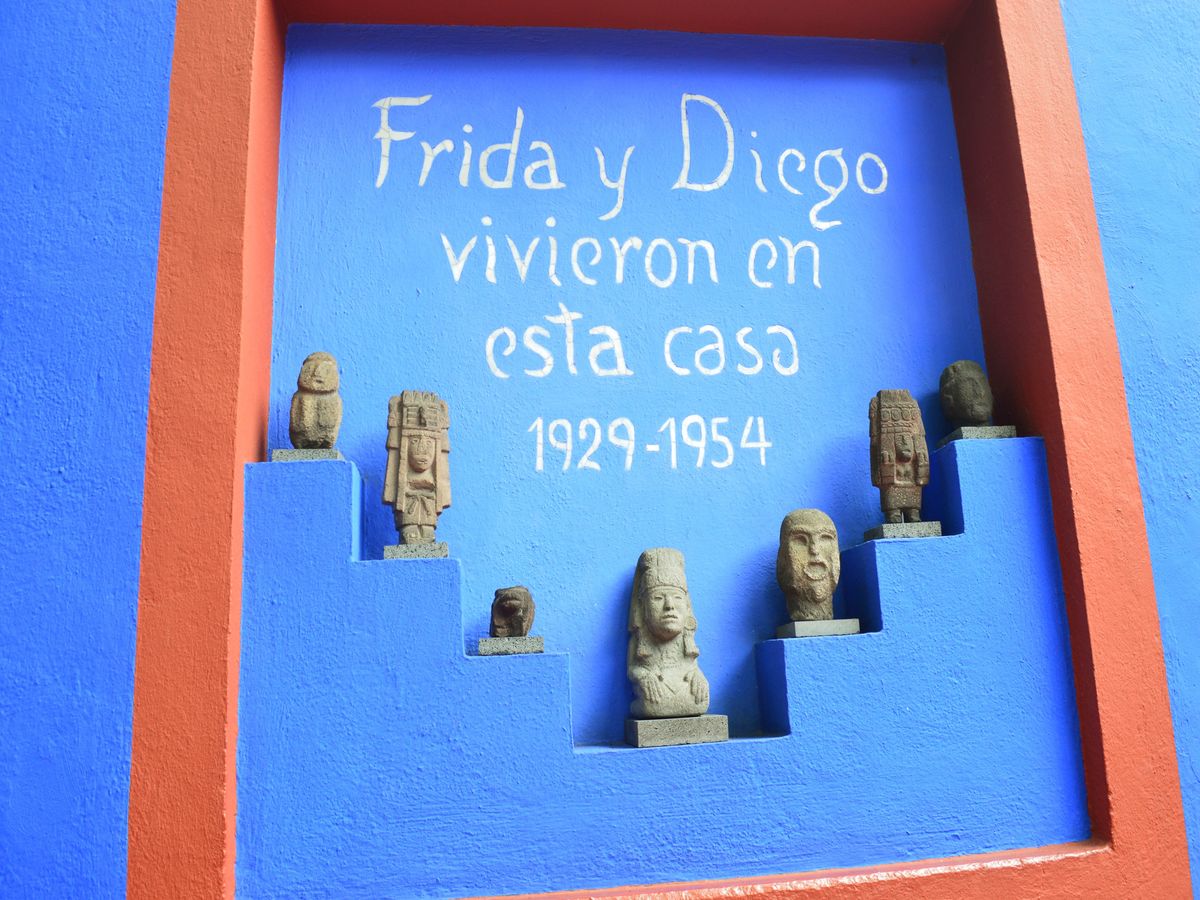 Frida y Diego
vivieron en
esta casa
1929-1954